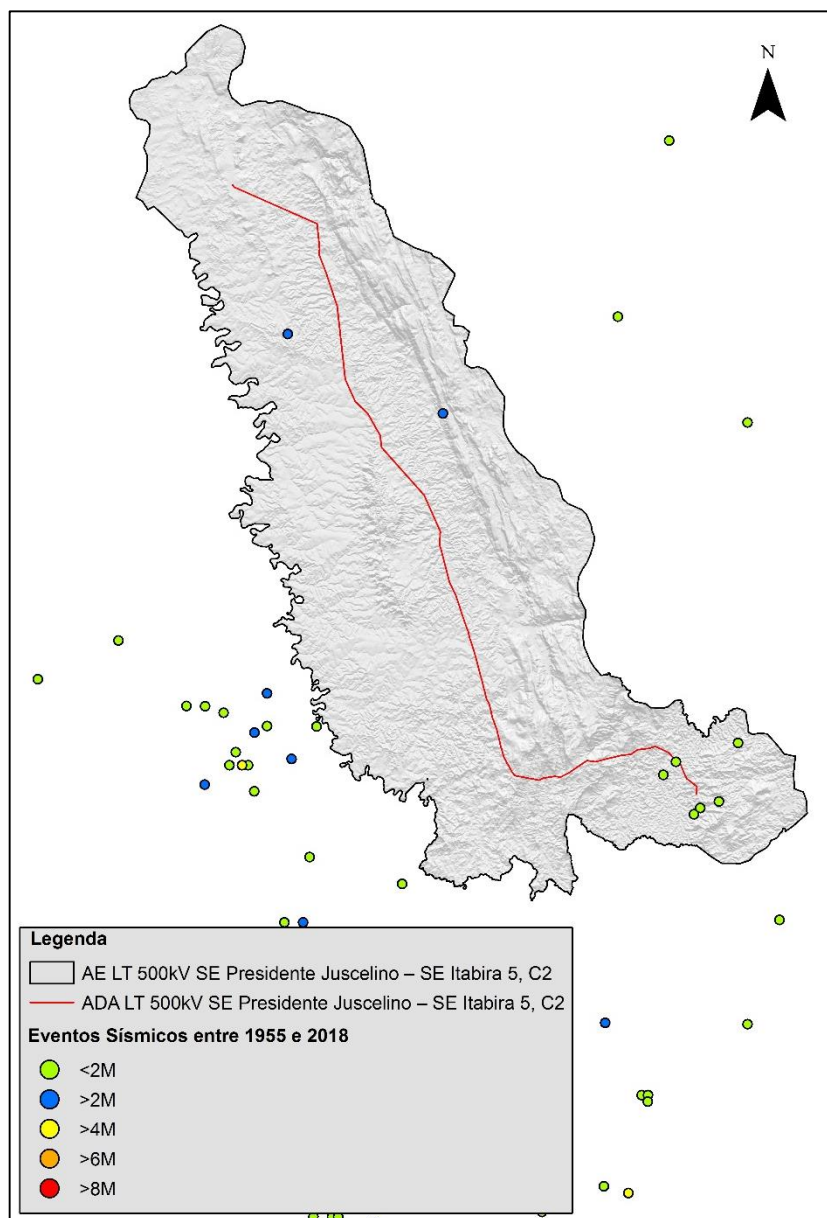 N
Legenda
AE LT 500kV SE Presidente Juscelino – SE Itabira 5, C2
ADA LT 500kV SE Presidente Juscelino – SE Itabira 5, C2
Eventos Sísmicos entre 1955 e 2018
<2M
>2M
>4M
>6M
>8M